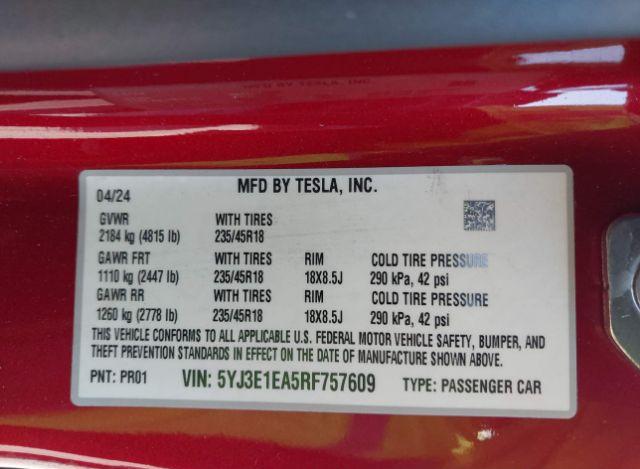 MFD BY TESLA, INC.
MFD BY TESLA, INC.
04/24
GVWR WITH TIRES
2184 kg (4815 lb) 235/45R18
GAWR FRT WITH TIRES RIM COLD TIRE PRESSURE
1110 kg (2447 lb) 235/45R18 18X8.5J 290 kPa, 42 psi
GAWR RR WITH TIRES RIM COLD TIRE PRESSURE
1260 kg (2778 lb) 235/45R18 18X8.5J 290 kPa, 42 psi
THIS VEHICLE CONFORMS TO ALL APPLICABLE U.S. FEDERAL MOTOR VEHICLE SAFETY, BUMPER, AND
THEFT PREVENTION STANDARDS IN EFFECT ON THE DATE OF MANUFACTURE SHOWN ABOVE.
PNT: PR01 VIN: 5YJ3E1EA5RF757609 TYPE: PASSENGER CAR